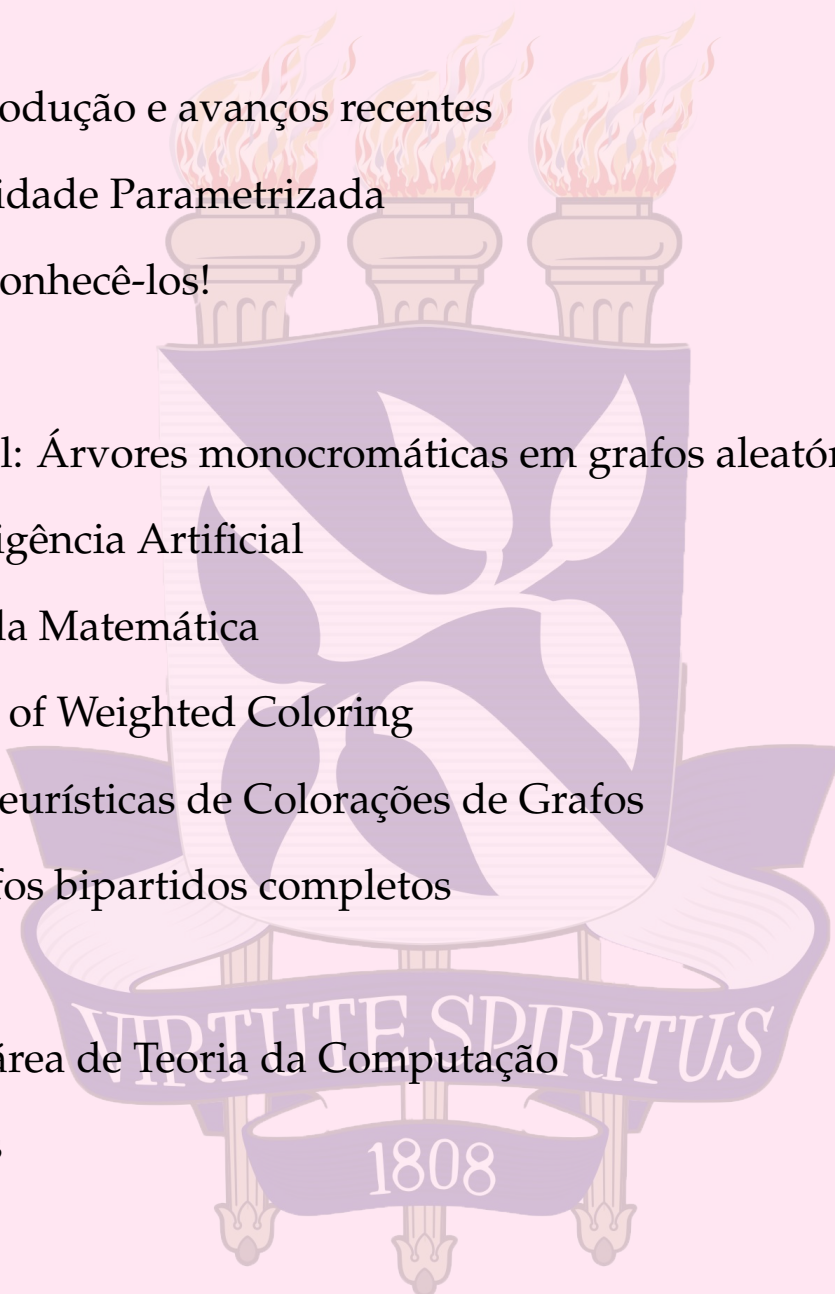 odução e avanços recentes
idade Parametrizada
onhecê-los!
l: Árvores monocromáticas em grafos aleatór
igência Artificial
la Matemática
of Weighted Coloring
eurísticas de Colorações de Grafos
fos bipartidos completos
VIRTUTE SPIRITUS
área de Teoria da Computação
1808